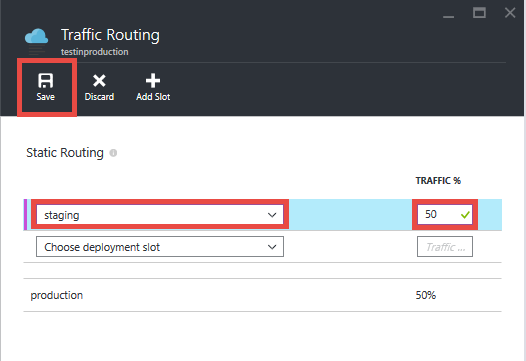 Traffic Routing
testinproduction
Save Discard Add Slot
Static Routing
TRAFFIC %
staging 50
Choose deployment slot Traffic ...
production 50%